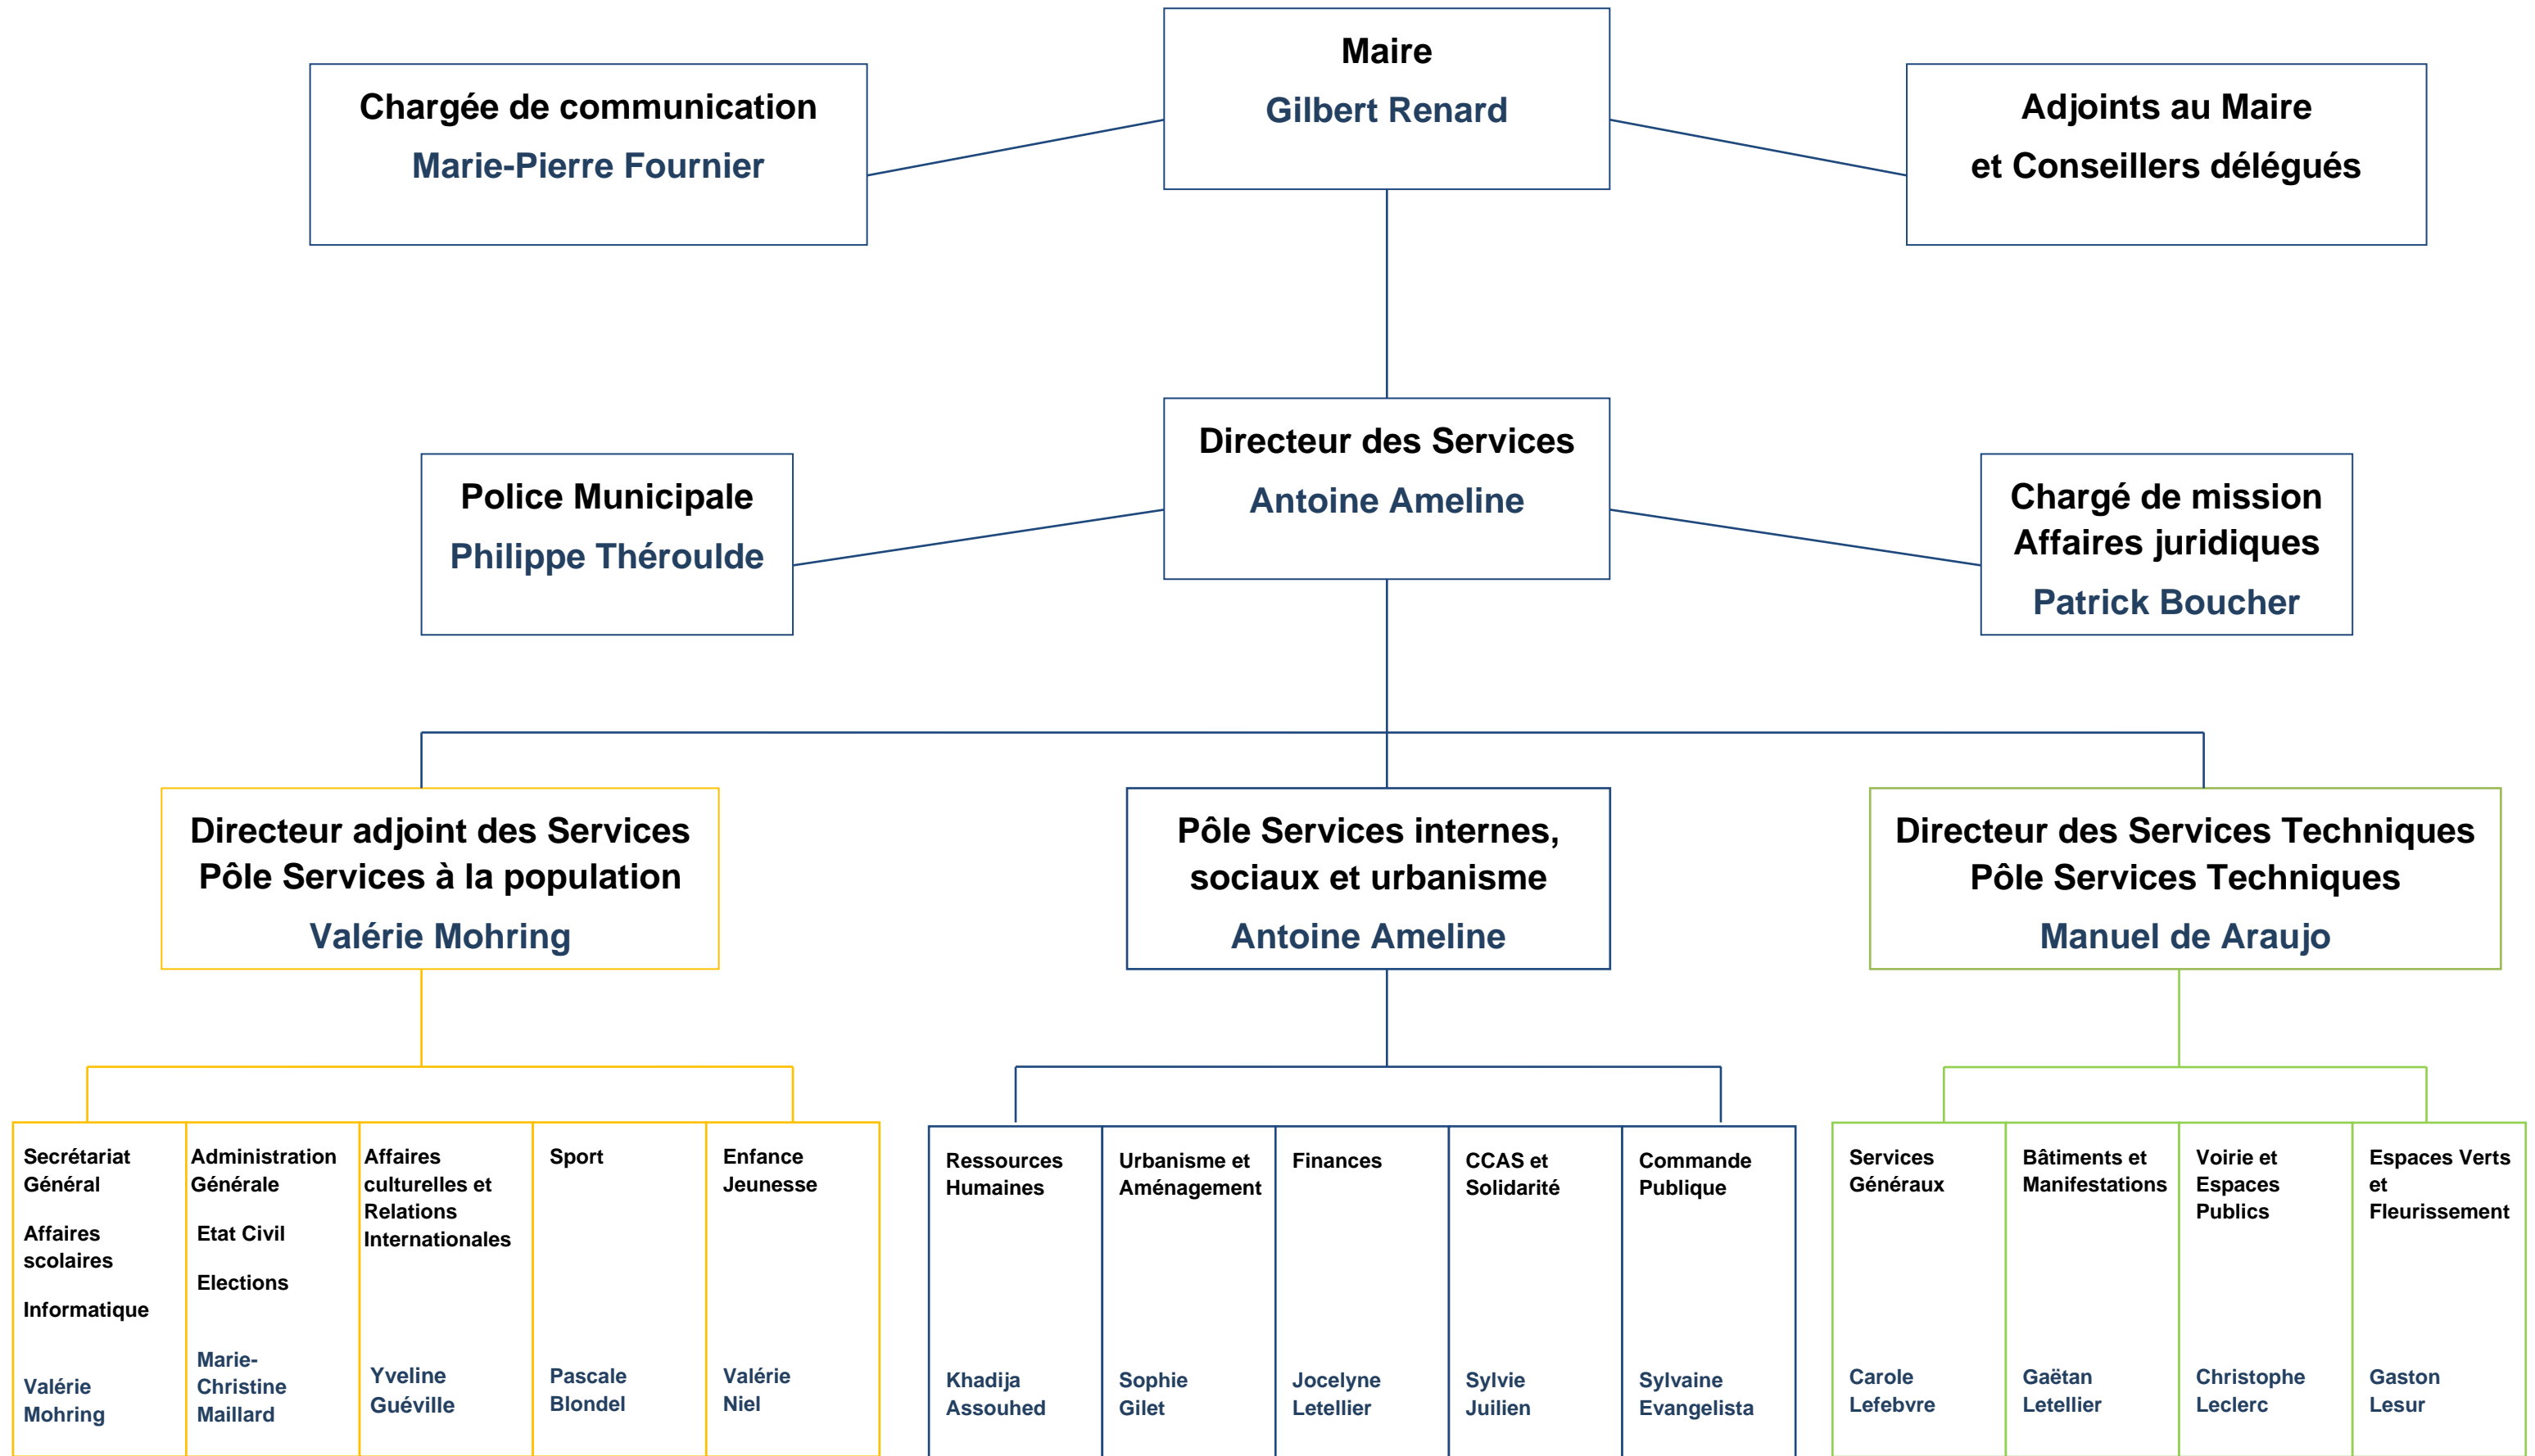 Maire
Gilbert Renard
Chargée de communication
Marie-Pierre Fournier
Adjoints au Maire
et Conseillers délégués
Directeur des Services
Antoine Ameline
Police Municipale
Philippe Théroulde
Chargé de mission
Affaires juridiques
Patrick Boucher
Directeur adjoint des Services
Pôle Services à la population
Valérie Mohring
Pôle Services internes,
sociaux et urbanisme
Antoine Ameline
Directeur des Services Techniques
Pôle Services Techniques
Manuel de Araujo
Secrétariat
Général
Affaires
scolaires
Informatique
Valérie
Mohring
Administration
Générale
Etat Civil
Elections
Marie-
Christine
Maillard
Affaires
culturelles et
Relations
Internationales
Yveline
Guéville
Sport
Pascale
Blondel
Enfance
Jeunesse
Valérie
Niel
Ressources
Humaines
Khadija
Assouhed
Urbanisme et
Aménagement
Sophie
Gilet
Finances
Jocelyne
Letellier
CCAS et
Solidarité
Sylvie
Juilien
Commande
Publique
Sylvaine
Evangelista
Services
Généraux
Carole
Lefebvre
Bâtiments et
Manifestations
Gaëtan
Letellier
Voirie et
Espaces
Publics
Christophe
Leclerc
Espaces Verts
et
Fleurissement
Gaston
Lesur